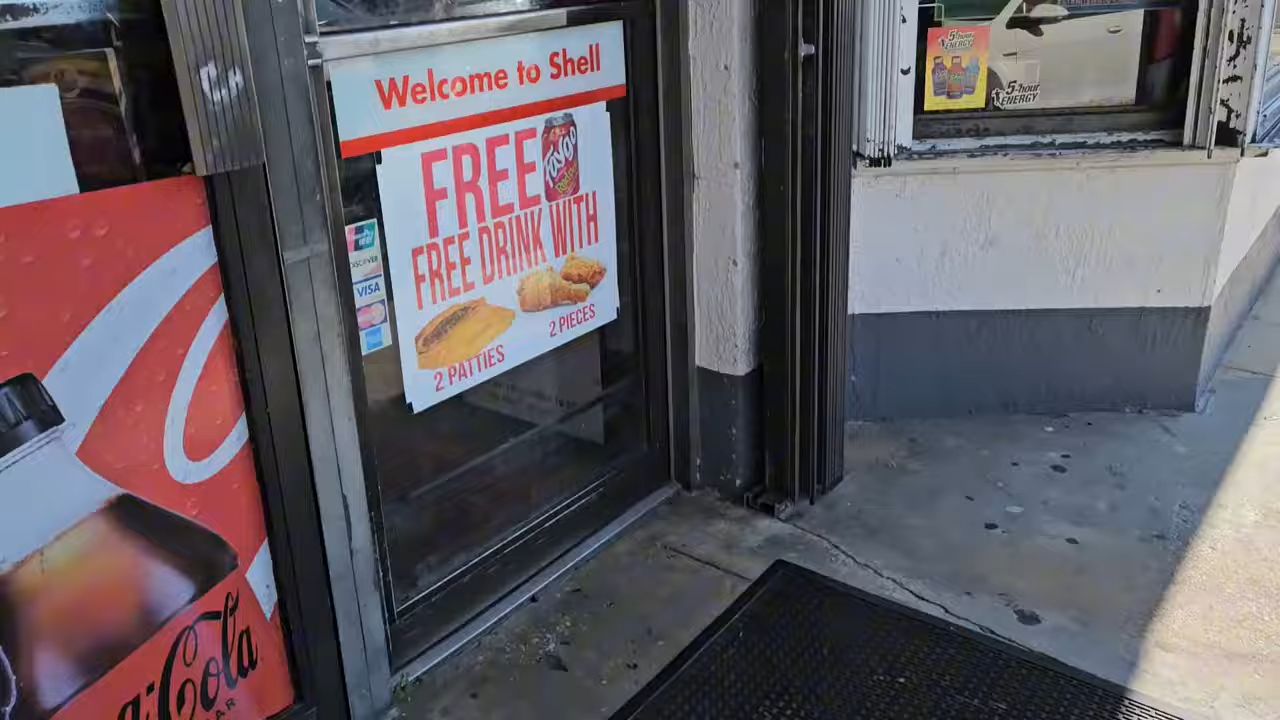 Welcome to Shell
FREE
FREE DRINK WITH
2 PATTIES
2 PIECES
DISCOVER
VISA
5-hour
ENERGY
5-hour
ENERGY
Cola